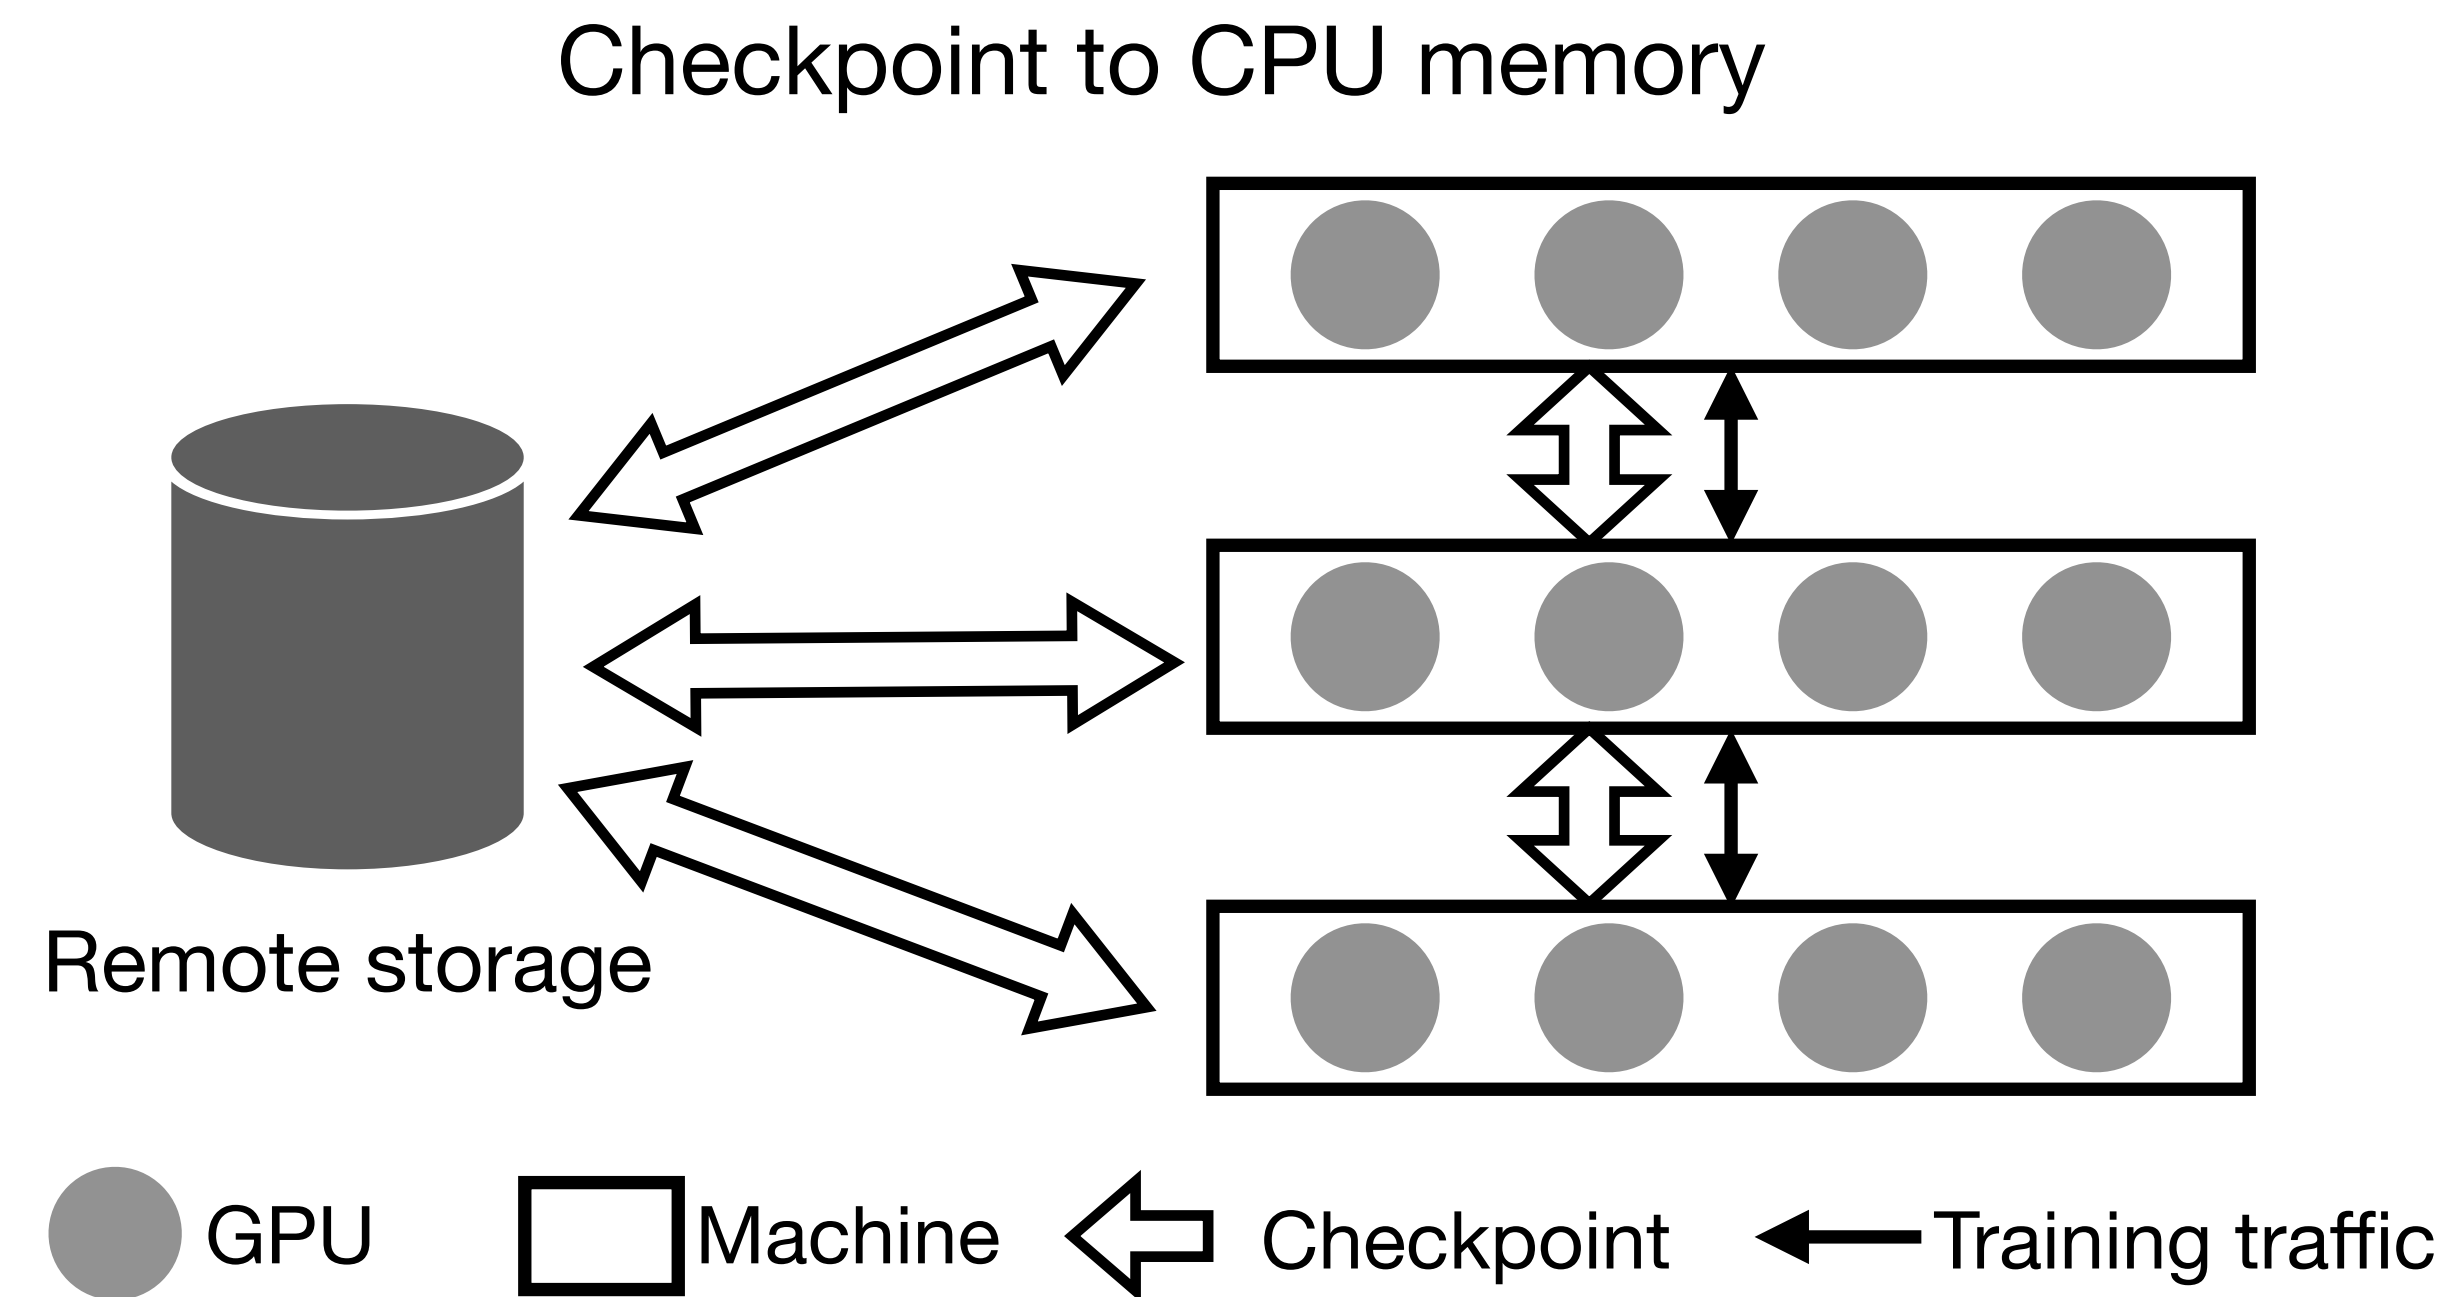 Checkpoint to CPU memory
Remote storage
GPU
Machine
Checkpoint
Training traffic